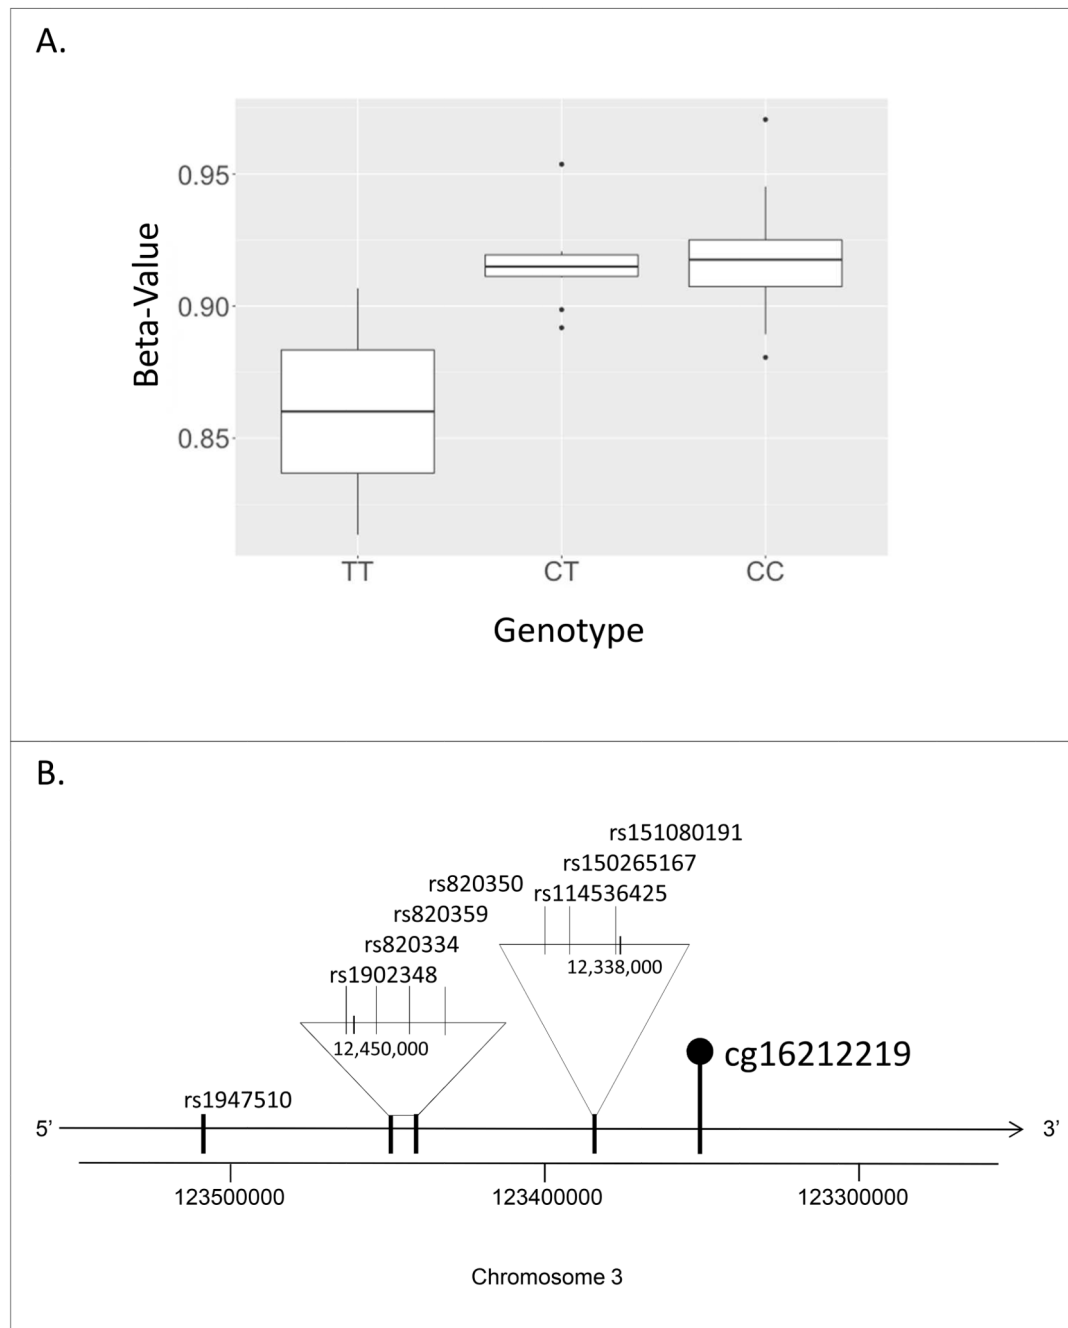 A.
0.95
0.90
0.85
Beta-Value
TT CT CC
Genotype
B.
rs151080191
rs150265167
rs114536425
rs820350
rs820359
rs820334
rs1902348
12,338,000
12,450,000
cg16212219
rs1947510
5’ 3’
123500000 123400000 123300000
Chromosome 3